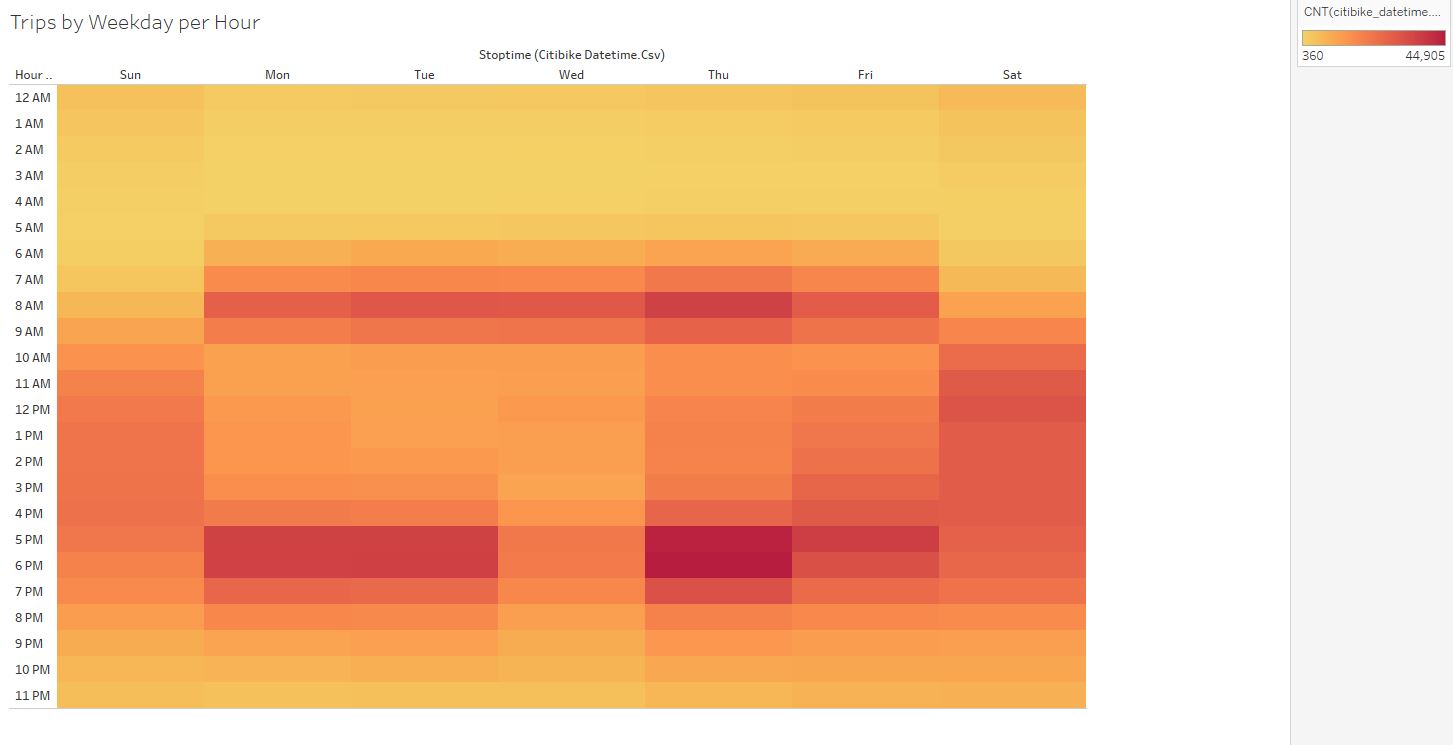 Trips by Weekday per Hour
CNT(citibike_datetime....
360 44,905
Stoptime (Citibike Datetime.Csv)
Hour .. Sun Mon Tue Wed Thu Fri Sat
12 AM
1 AM
2 AM
3 AM
4 AM
5 AM
6 AM
7 AM
8 AM
9 AM
10 AM
11 AM
12 PM
1 PM
2 PM
3 PM
4 PM
5 PM
6 PM
7 PM
8 PM
9 PM
10 PM
11 PM